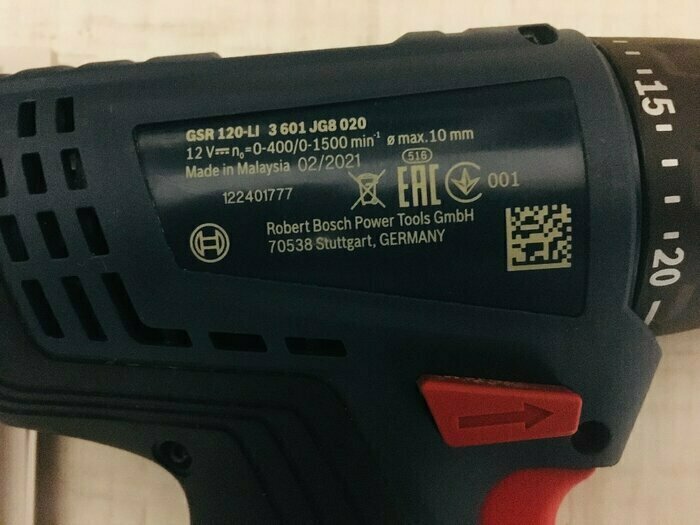 GSR 120-LI 3 601 JG8 020
12 V⎓ n₀=0-400/0-1500 min⁻¹ ø max.10 mm
Made in Malaysia 02/2021
516
122401777
EAC 001
Robert Bosch Power Tools GmbH
70538 Stuttgart, GERMANY
15
20